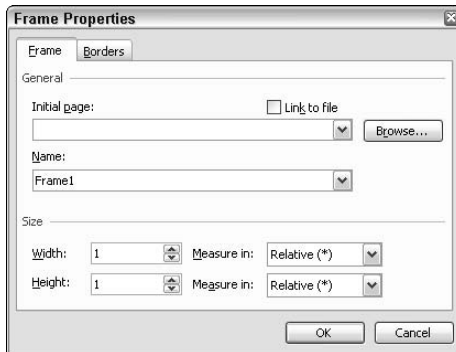 Frame Properties
Frame Borders
General
Initial page: Link to file
Browse...
Name:
Frame1
Size
Width: 1 Measure in: Relative (*)
Height: 1 Measure in: Relative (*)
OK Cancel